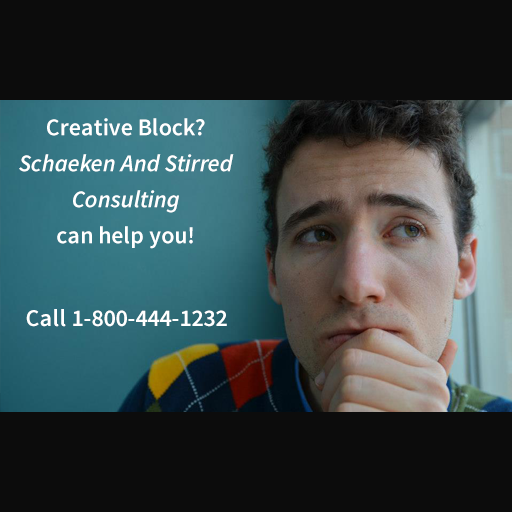 Creative Block?
Schaeken And Stirred
Consulting
can help you!
Call 1-800-444-1232